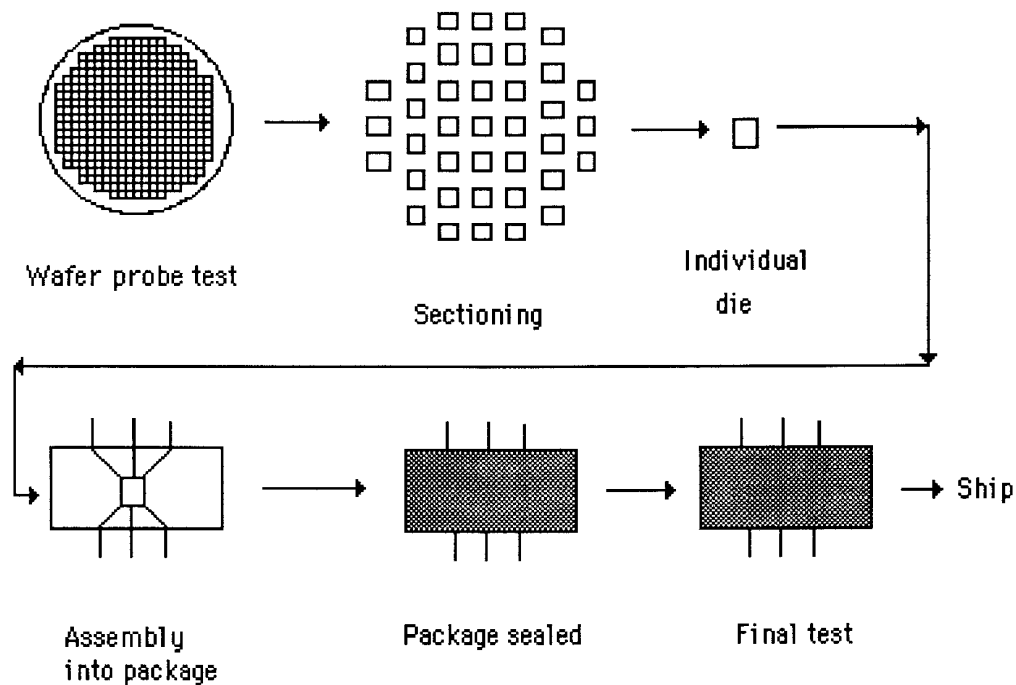 Wafer probe test
Sectioning
Individual
die
Assembly
into package
Package sealed
Final test
Ship